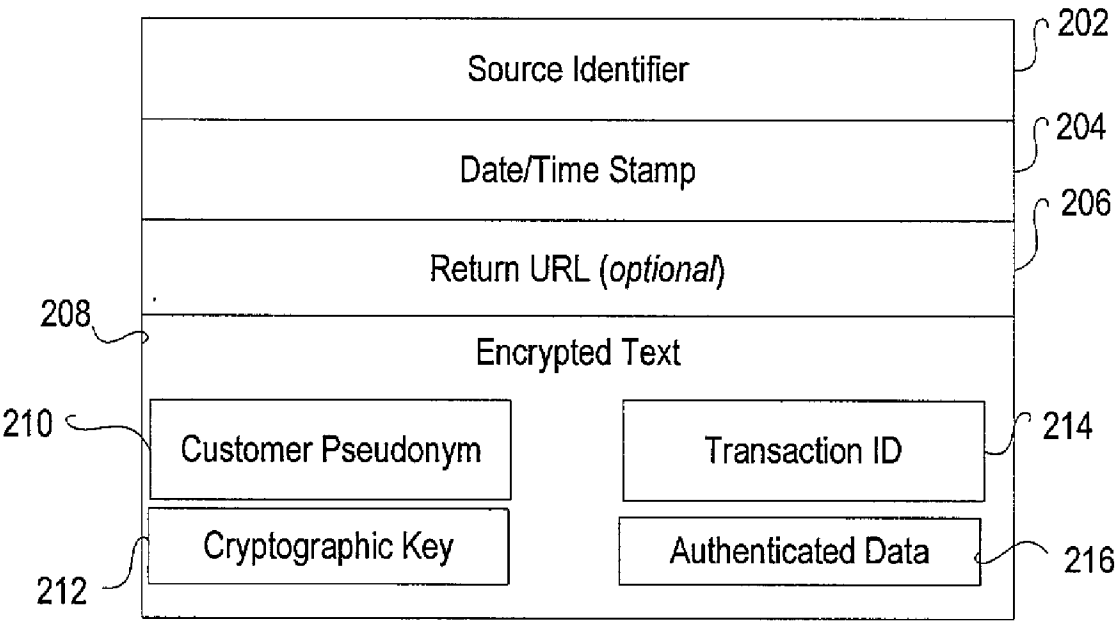 202
Source Identifier
204
Date/Time Stamp
206
Return URL (optional)
208
Encrypted Text
210
Customer Pseudonym
Transaction ID
214
Cryptographic Key
Authenticated Data
212
216